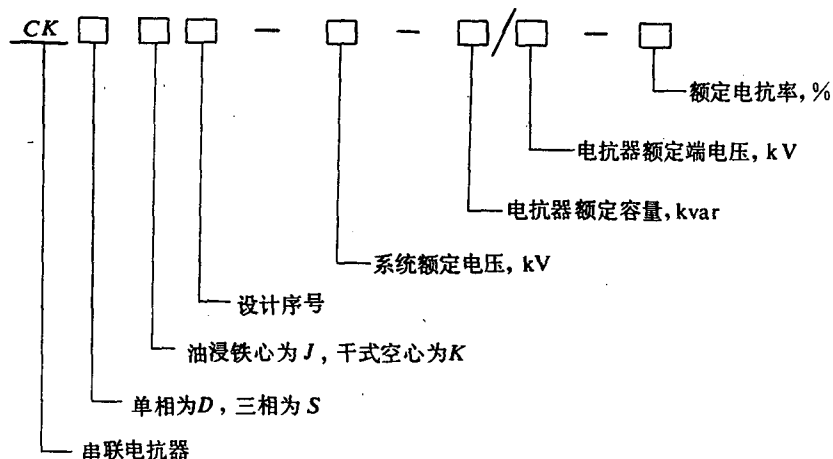 CK □ □ □ - □ - □/□ - □
额定电抗率, %
电抗器额定端电压, kV
电抗器额定容量, kvar
系统额定电压, kV
设计序号
油浸铁心为J, 干式空心为K
单相为D, 三相为S
串联电抗器